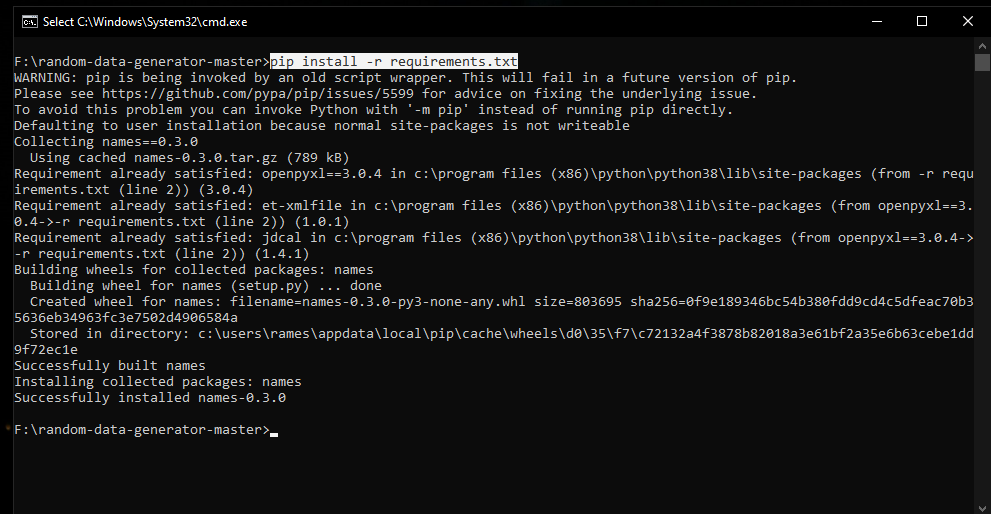 Select C:\Windows\System32\cmd.exe
F:\random-data-generator-master>pip install -r requirements.txt
WARNING: pip is being invoked by an old script wrapper. This will fail in a future version of pip.
Please see https://github.com/pypa/pip/issues/5599 for advice on fixing the underlying issue.
To avoid this problem you can invoke Python with '-m pip' instead of running pip directly.
Defaulting to user installation because normal site-packages is not writeable
Collecting names==0.3.0
  Using cached names-0.3.0.tar.gz (789 kB)
Requirement already satisfied: openpyxl==3.0.4 in c:\program files (x86)\python\python38\lib\site-packages (from -r requ
irements.txt (line 2)) (3.0.4)
Requirement already satisfied: et-xmlfile in c:\program files (x86)\python\python38\lib\site-packages (from openpyxl==3.
0.4->-r requirements.txt (line 2)) (1.0.1)
Requirement already satisfied: jdcal in c:\program files (x86)\python\python38\lib\site-packages (from openpyxl==3.0.4->
-r requirements.txt (line 2)) (1.4.1)
Building wheels for collected packages: names
  Building wheel for names (setup.py) ... done
  Created wheel for names: filename=names-0.3.0-py3-none-any.whl size=803695 sha256=0f9e189346bc54b380fdd9cd4c5dfeac70b3
5636eb34963fc3e7502d4906584a
  Stored in directory: c:\users\rames\appdata\local\pip\cache\wheels\d0\35\f7\c72132a4f3878b82018a3e61bf2a35e6b63cebe1dd
9f72ec1e
Successfully built names
Installing collected packages: names
Successfully installed names-0.3.0
F:\random-data-generator-master>